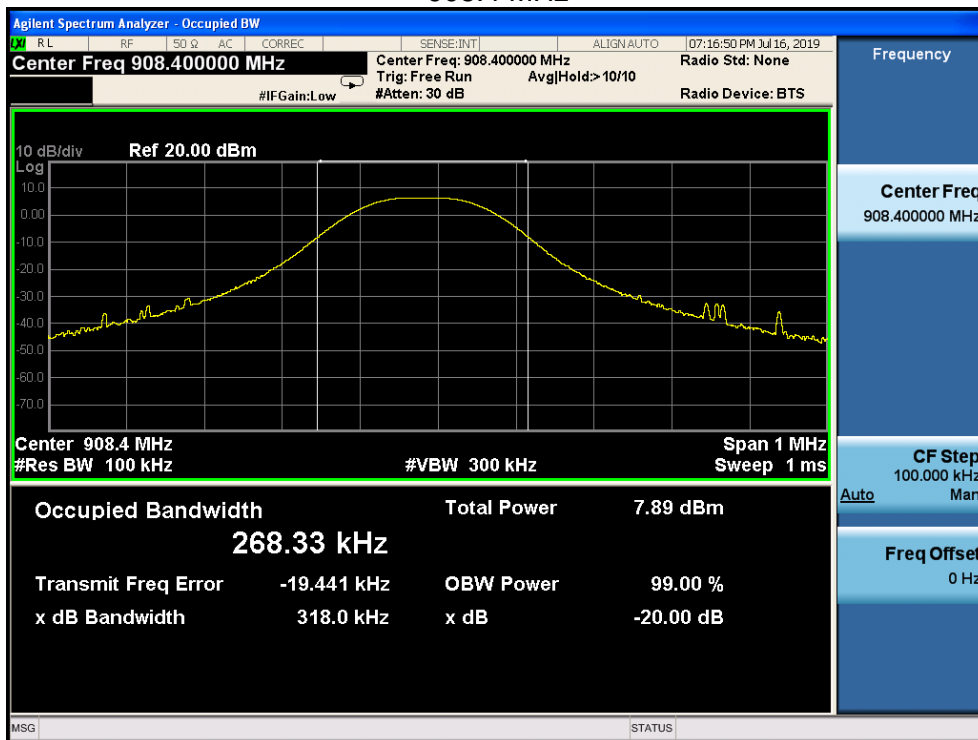 Agilent Spectrum Analyzer - Occupied BW
LXI RL RF 50 Ω AC CORREC SENSE:INT ALIGN AUTO 07:16:50 PM Jul 16, 2019
Center Freq 908.400000 MHz
Center Freq: 908.400000 MHz
Radio Std: None
Trig: Free Run Avg|Hold:> 10/10
#IFGain:Low
#Atten: 30 dB
Radio Device: BTS
10 dB/div Ref 20.00 dBm
Log
10.0
0.00
-10.0
-20.0
-30.0
-40.0
-50.0
-60.0
-70.0
Center 908.4 MHz Span 1 MHz
#Res BW 100 kHz #VBW 300 kHz Sweep 1 ms
Occupied Bandwidth Total Power 7.89 dBm
268.33 kHz
Transmit Freq Error -19.441 kHz OBW Power 99.00 %
x dB Bandwidth 318.0 kHz x dB -20.00 dB
MSG STATUS
Frequency
Center Freq
908.400000 MHz
CF Step
100.000 kHz
Auto Man
Freq Offset
0 Hz